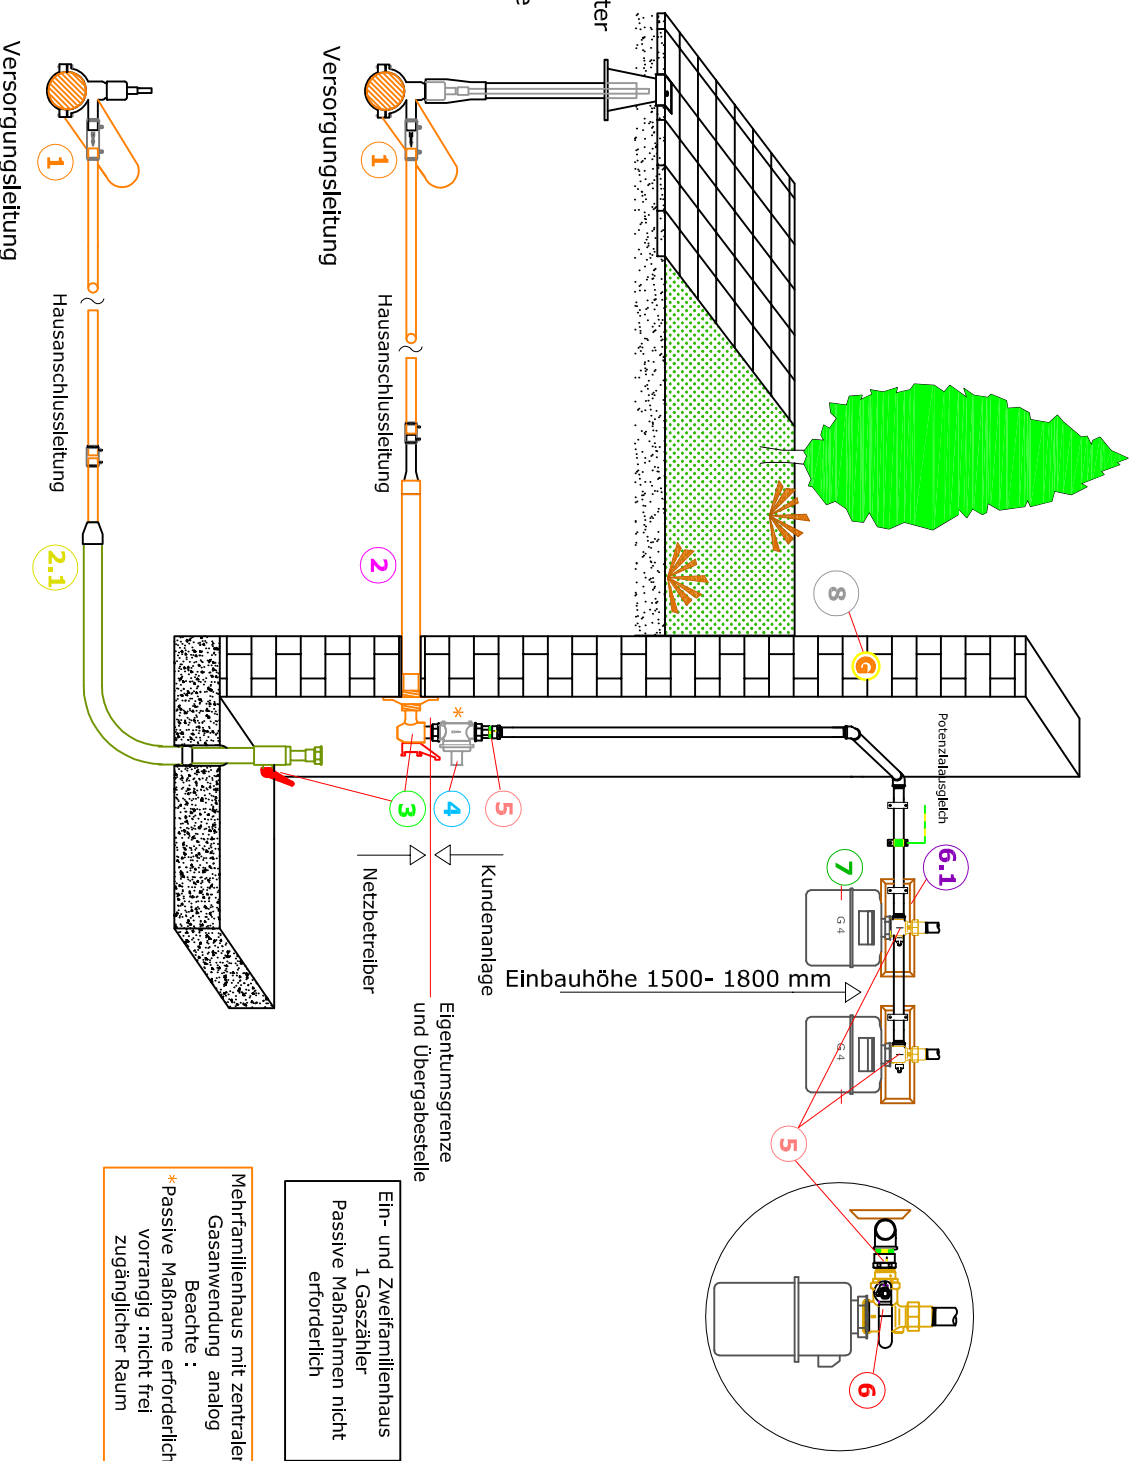 ter
e
Versorgungsleitung
1
Hausanschlussleitung
2.1
Versorgungsleitung
1
Hausanschlussleitung
2
8
G
Potenzlalausgleich
*
3
4
5
7
6.1
G 4
G 4
Kundenanlage
Netzbetreiber
Einbauhöhe 1500- 1800 mm
Eigentumsgrenze
und Übergabestelle
5
6
Ein- und Zweifamilienhaus
1 Gaszähler
Passive Maßnahmen nicht
erforderlich
Mehrfamilienhaus mit zentraler
Gasanwendung analog
Beachte :
*Passive Maßname erforderlich
vorrangig :nicht frei
zugänglicher Raum